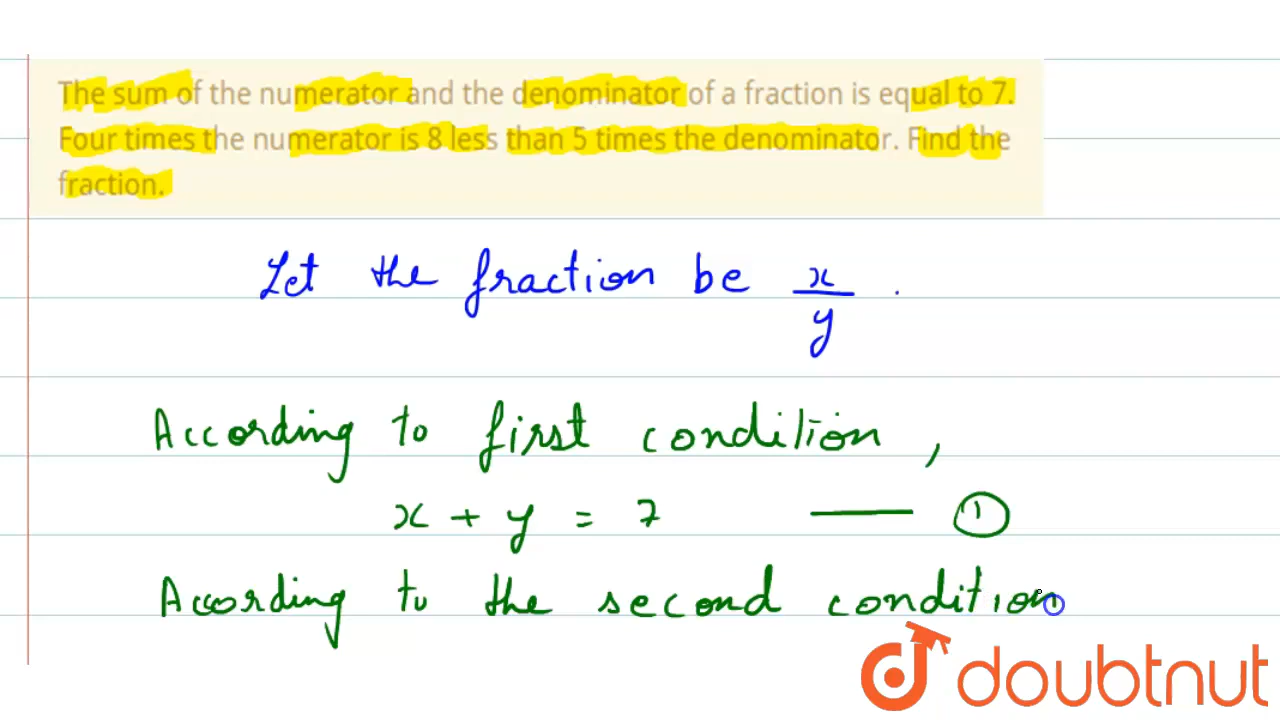 The sum of the numerator and the denominator of a fraction is equal to 7.
Four times the numerator is 8 less than 5 times the denominator. Find the
fraction.
Let the fraction be x/y .
According to first condition,
x + y = 7 —— ①
According to the second condition
doubtnut